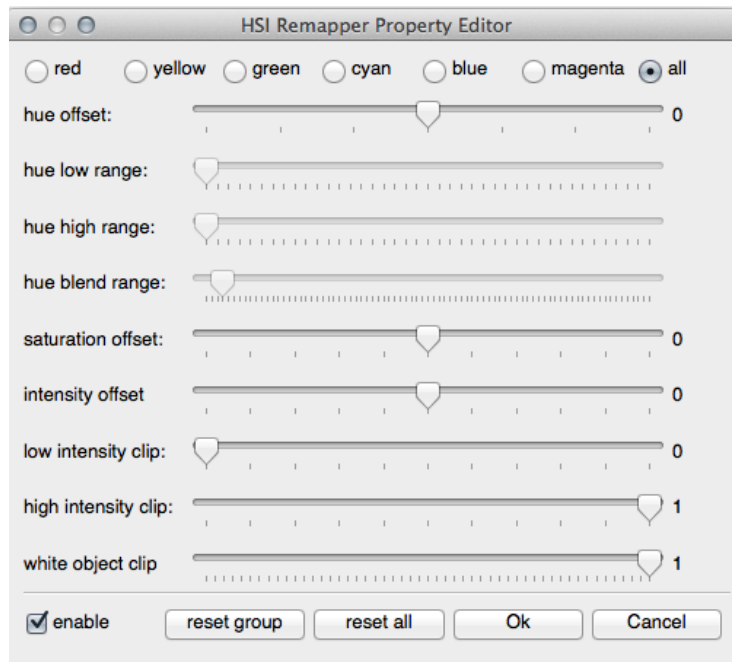 HSI Remapper Property Editor
red yellow green cyan blue magenta all
hue offset: 0
hue low range:
hue high range:
hue blend range:
saturation offset: 0
intensity offset 0
low intensity clip: 0
high intensity clip: 1
white object clip 1
enable reset group reset all Ok Cancel